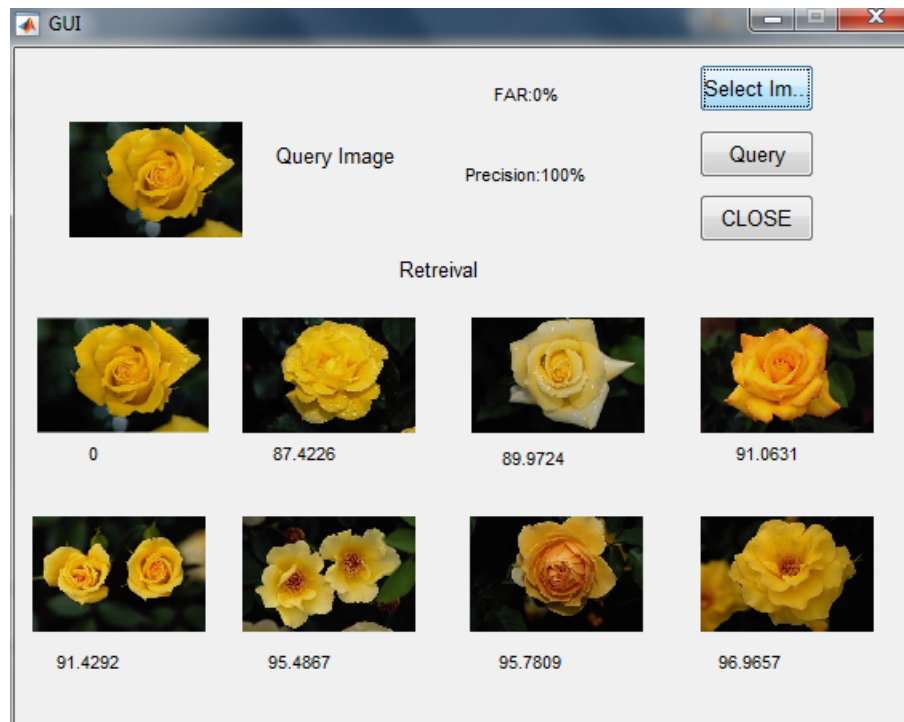 GUI
FAR:0%
Select Im...
Query Image
Precision:100%
Query
CLOSE
Retreival
0
87.4226
89.9724
91.0631
91.4292
95.4867
95.7809
96.9657